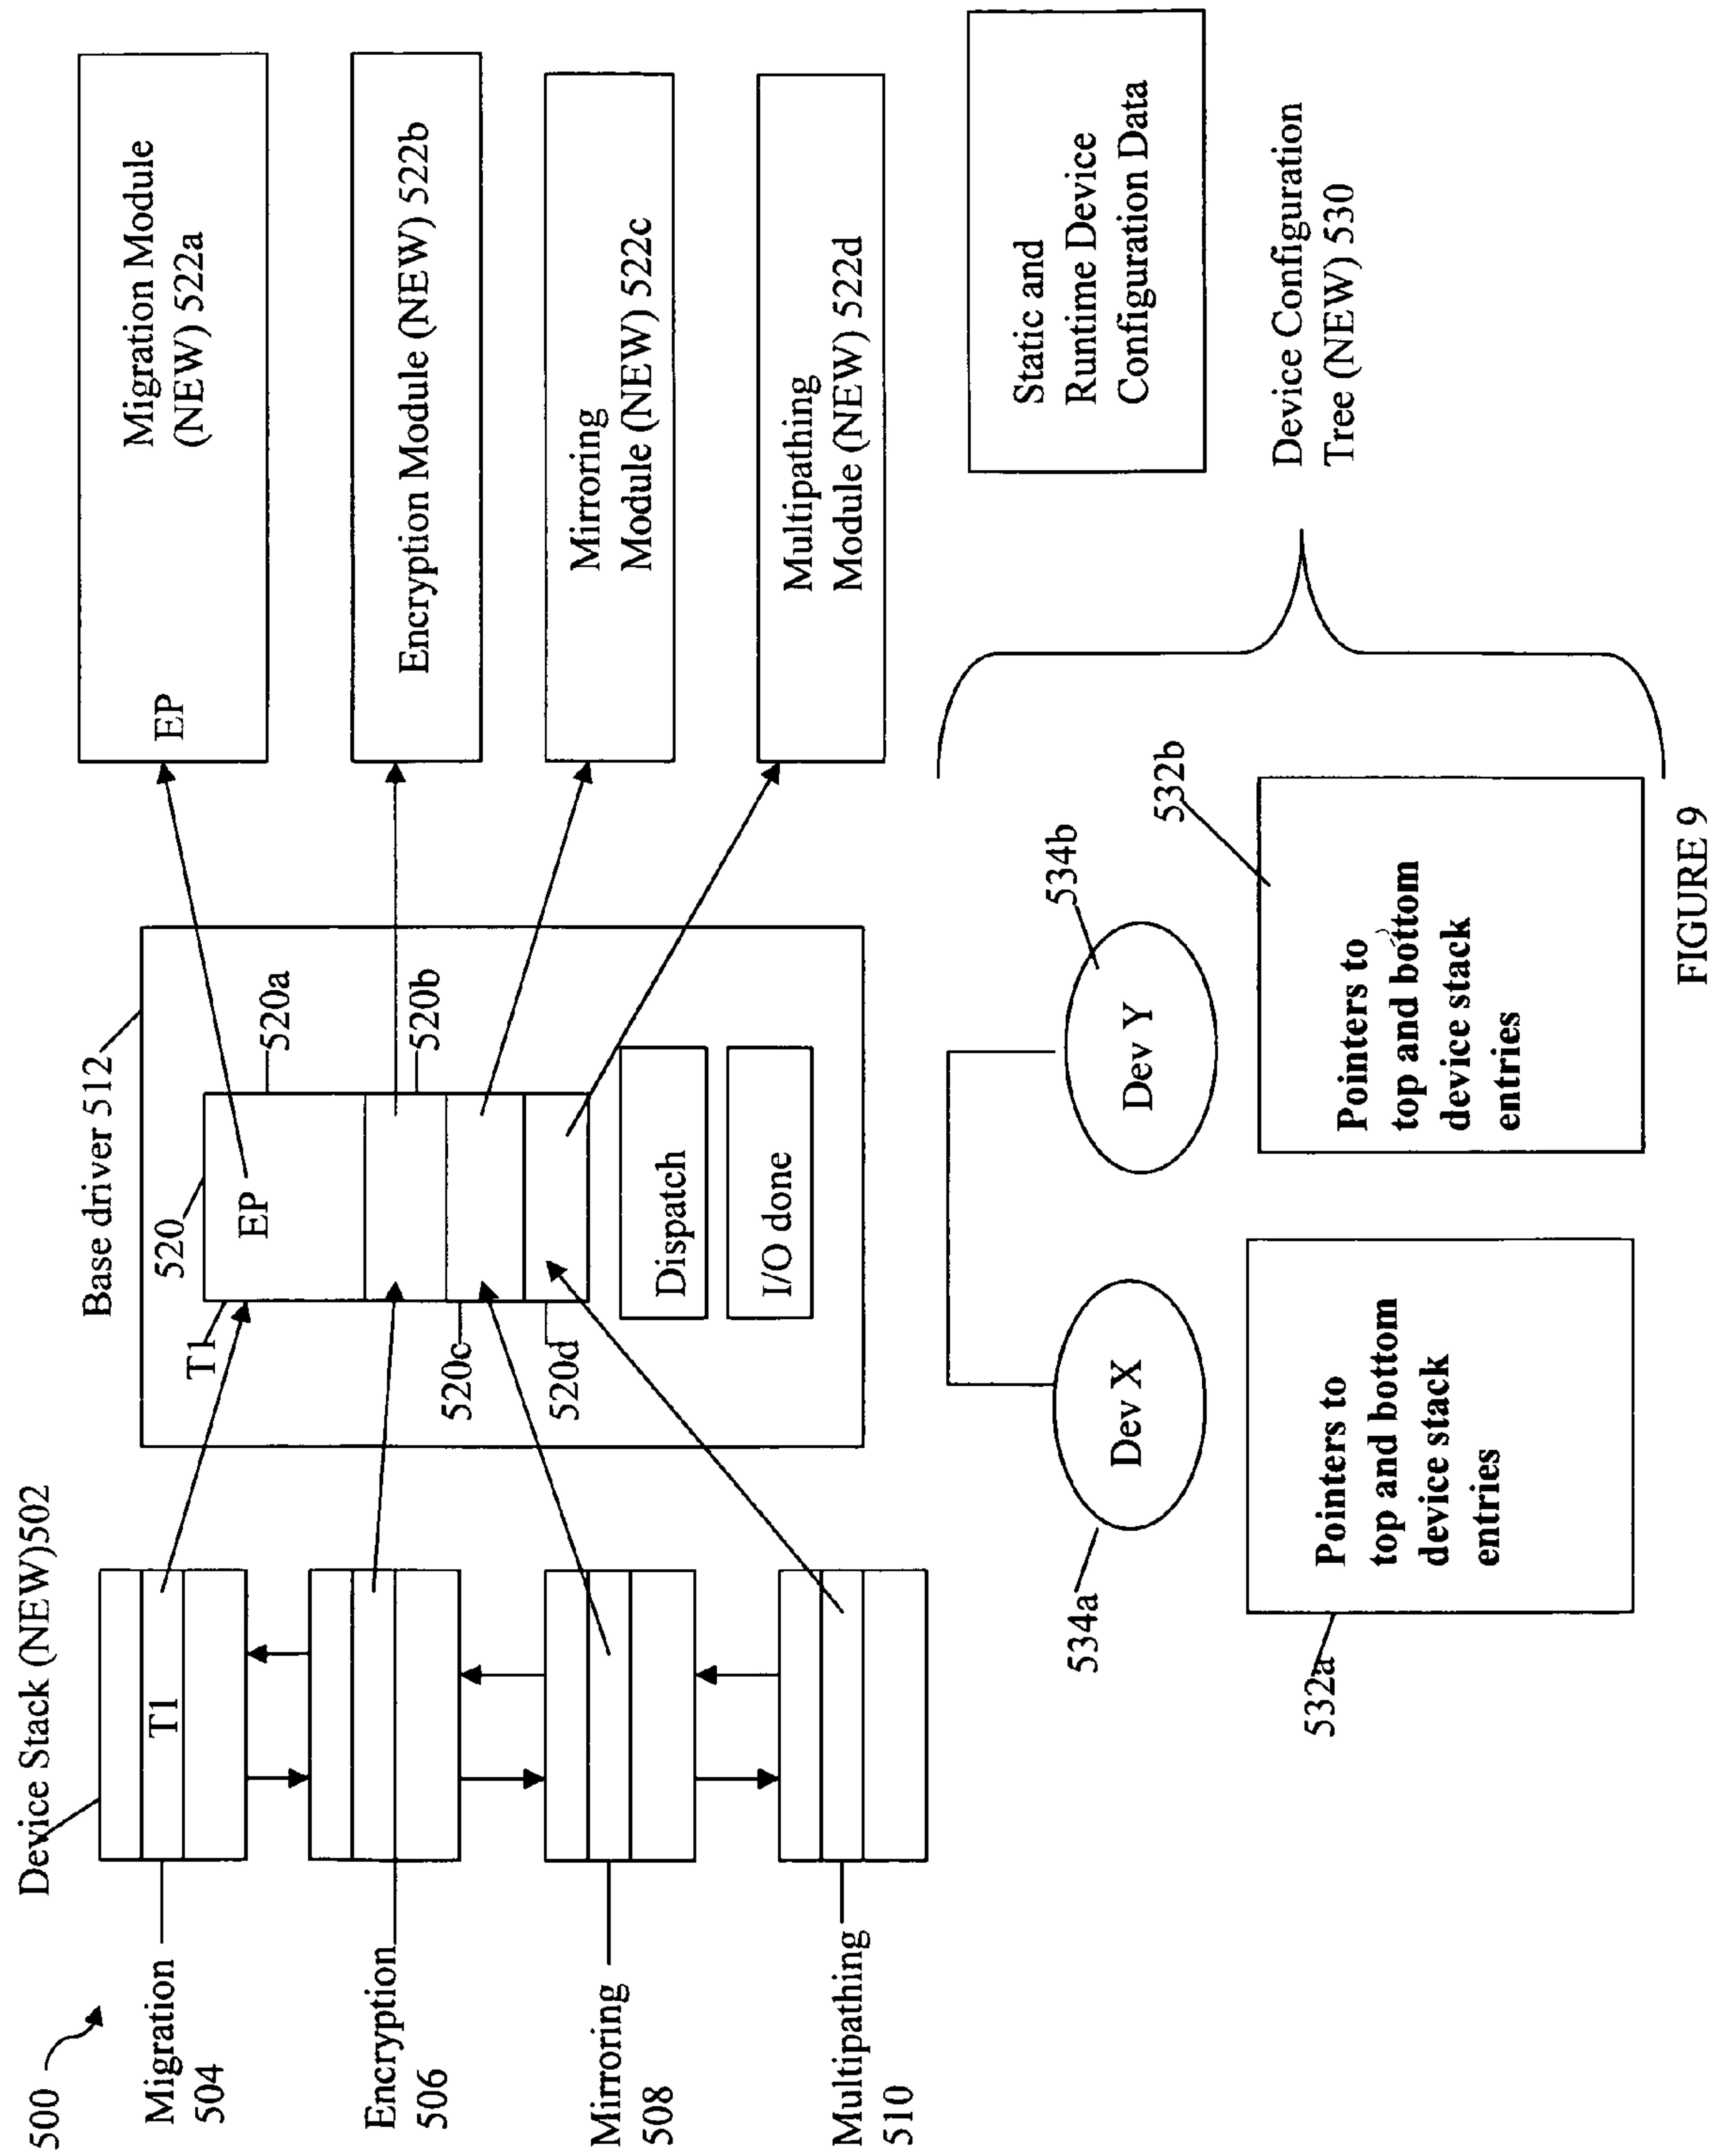 500
Device Stack (NEW)502
Migration
504
T1
Encryption
506
Mirroring
508
Multipathing
510
Base driver 512
520
T1
EP
520a
520b
520c
520d
Dispatch
I/O done
Migration Module
(NEW) 522a
EP
Encryption Module (NEW) 522b
Mirroring
Module (NEW) 522c
Multipathing
Module (NEW) 522d
534a
Dev X
Dev Y
534b
532a
Pointers to
top and bottom
device stack
entries
532b
Pointers to
top and bottom
device stack
entries
Static and
Runtime Device
Configuration Data
Device Configuration
Tree (NEW) 530
FIGURE 9